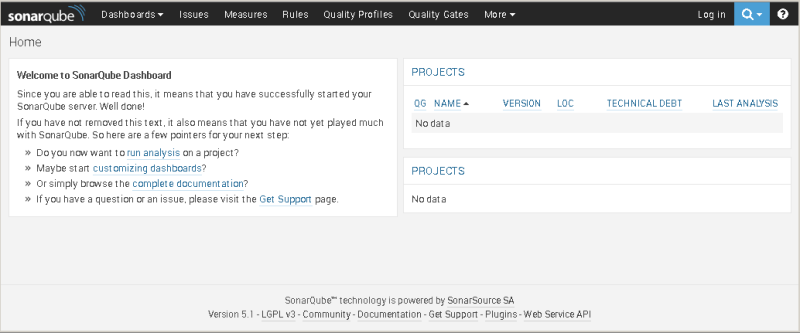 sonarqube Dashboards Issues Measures Rules Quality Profiles Quality Gates More Log in ?
Home
Welcome to SonarQube Dashboard
Since you are able to read this, it means that you have successfully started your
SonarQube server. Well done!
If you have not removed this text, it also means that you have not yet played much
with SonarQube. So here are a few pointers for your next step:
» Do you now want to run analysis on a project?
» Maybe start customizing dashboards?
» Or simply browse the complete documentation?
» If you have a question or an issue, please visit the Get Support page.
PROJECTS
QG NAME VERSION LOC TECHNICAL DEBT LAST ANALYSIS
No data
PROJECTS
No data
SonarQube™ technology is powered by SonarSource SA
Version 5.1 - LGPL v3 - Community - Documentation - Get Support - Plugins - Web Service API